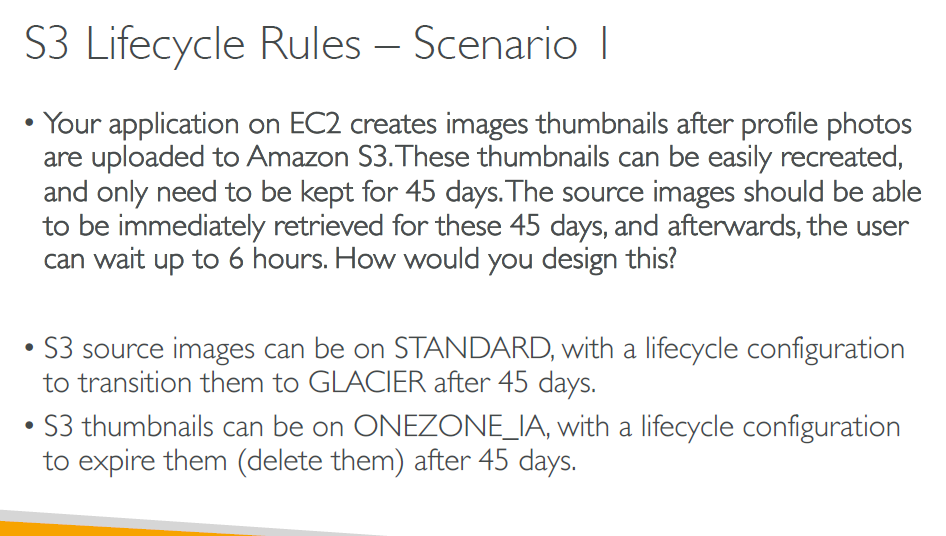 S3 Lifecycle Rules – Scenario 1
• Your application on EC2 creates images thumbnails after profile photos
are uploaded to Amazon S3. These thumbnails can be easily recreated,
and only need to be kept for 45 days. The source images should be able
to be immediately retrieved for these 45 days, and afterwards, the user
can wait up to 6 hours. How would you design this?
• S3 source images can be on STANDARD, with a lifecycle configuration
to transition them to GLACIER after 45 days.
• S3 thumbnails can be on ONEZONE_IA, with a lifecycle configuration
to expire them (delete them) after 45 days.